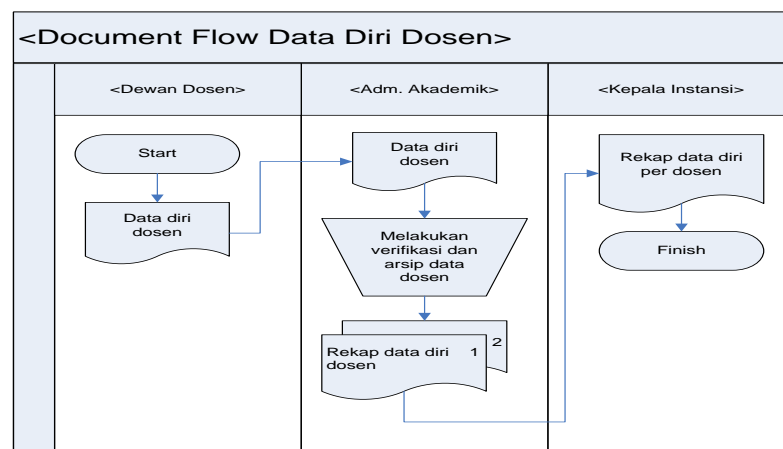 <Document Flow Data Diri Dosen>
<Dewan Dosen>
<Adm. Akademik>
<Kepala Instansi>
Start
Data diri
dosen
Data diri
dosen
Melakukan
verifikasi dan
arsip data
dosen
2
Rekap data diri 1
dosen
Rekap data diri
per dosen
Finish